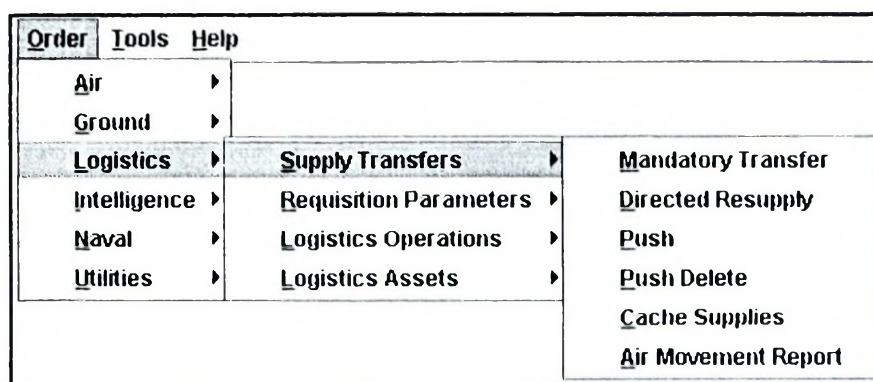 Order Tools Help
Air
Ground
Logistics
Intelligence
Naval
Utilities
Supply Transfers
Requisition Parameters
Logistics Operations
Logistics Assets
Mandatory Transfer
Directed Resupply
Push
Push Delete
Cache Supplies
Air Movement Report